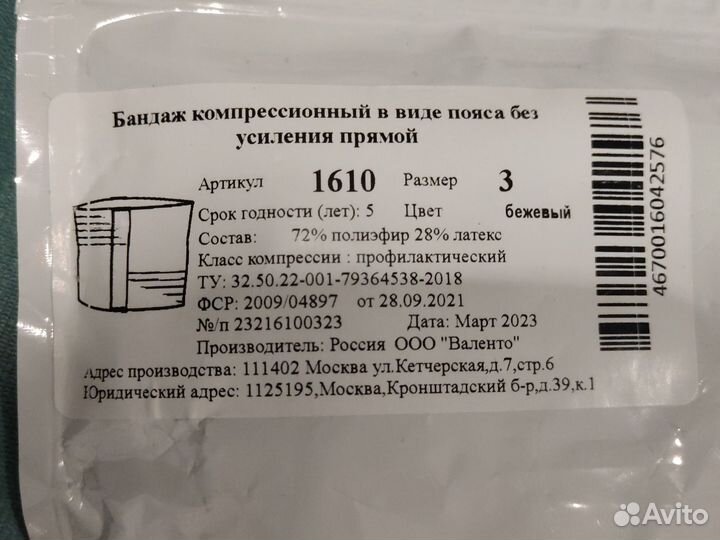 Бандаж компрессионный в виде пояса без
усиления прямой
Артикул 1610 Размер 3
Срок годности (лет): 5 Цвет бежевый
Состав: 72% полиэфир 28% латекс
Класс компрессии : профилактический
ТУ: 32.50.22-001-79364538-2018
ФСР: 2009/04897 от 28.09.2021
№/п 23216100323 Дата: Март 2023
Производитель: Россия ООО "Валенто"
Адрес производства: 111402 Москва ул.Кетчерская,д.7,стр.6
Юридический адрес: 1125195,Москва,Кронштадский б-р,д.39,к.1
4670016042576
Avito